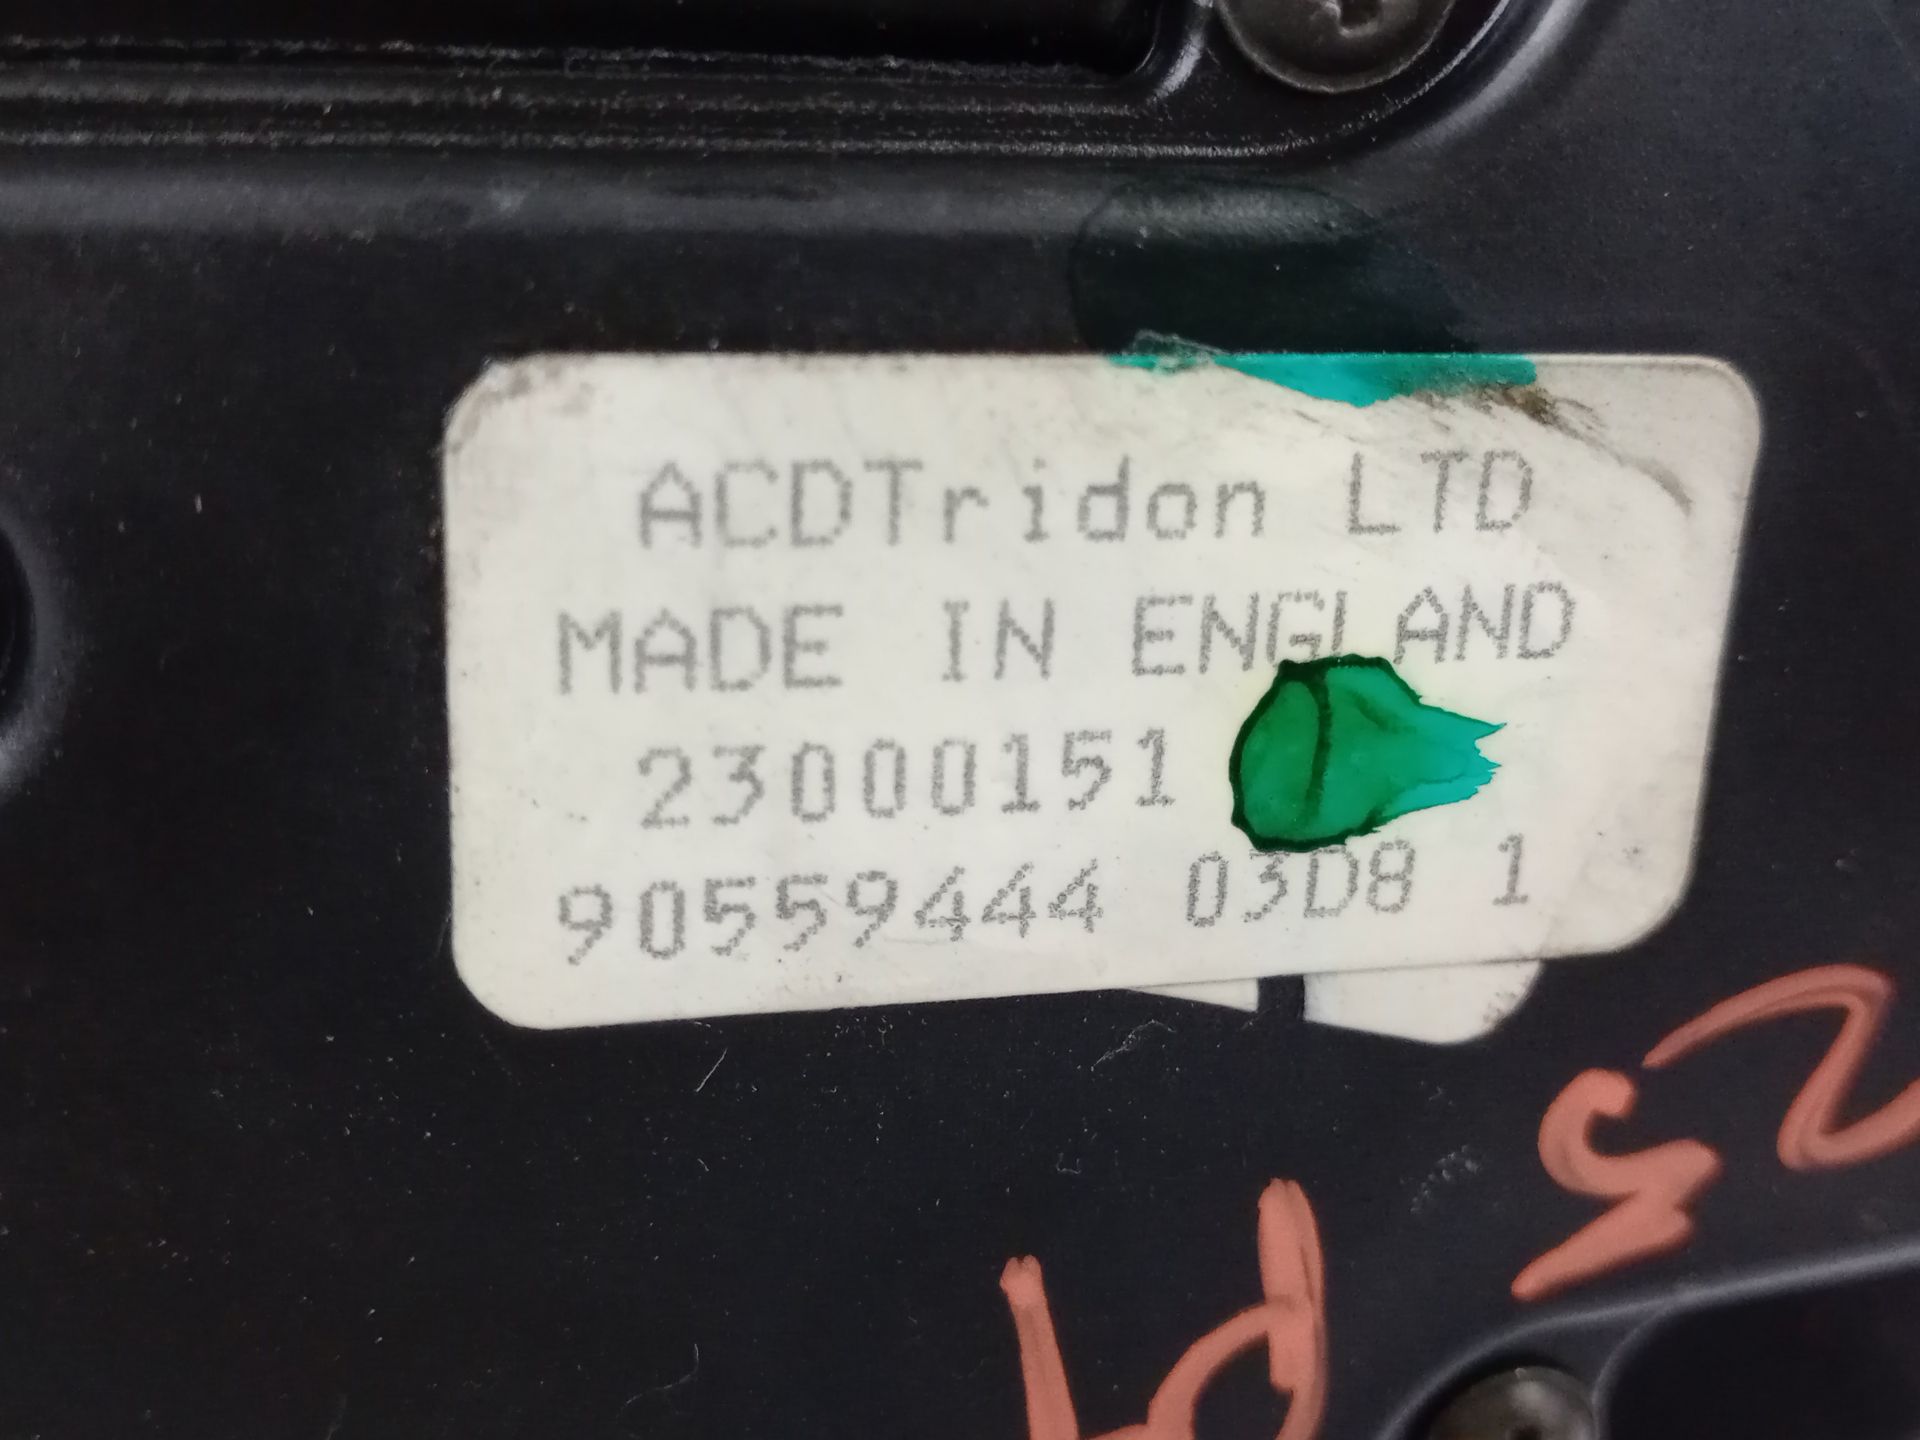 ACDTridon LTD
MADE IN ENGLAND
23000151
90559444 03D8 1